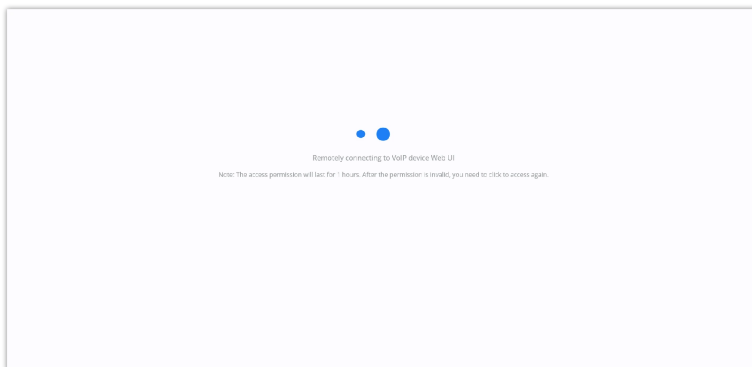 Remotely connecting to VoIP device Web UI
Note: The access permission will last for 1 hours. After the permission is invalid, you need to click to access again.